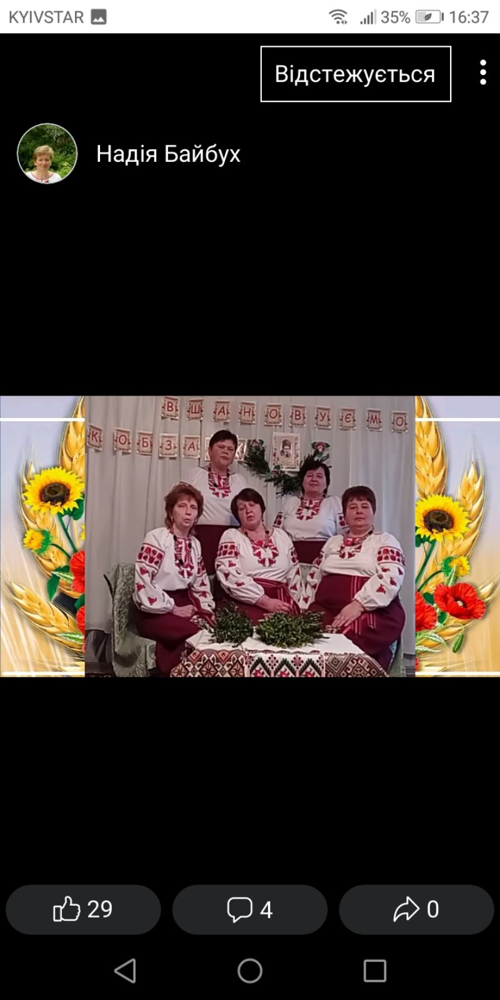 KYIVSTAR 35% 16:37
Відстежується
Надія Байбух
ВШАНОВУЄМО
КОБЗА
29 4 0